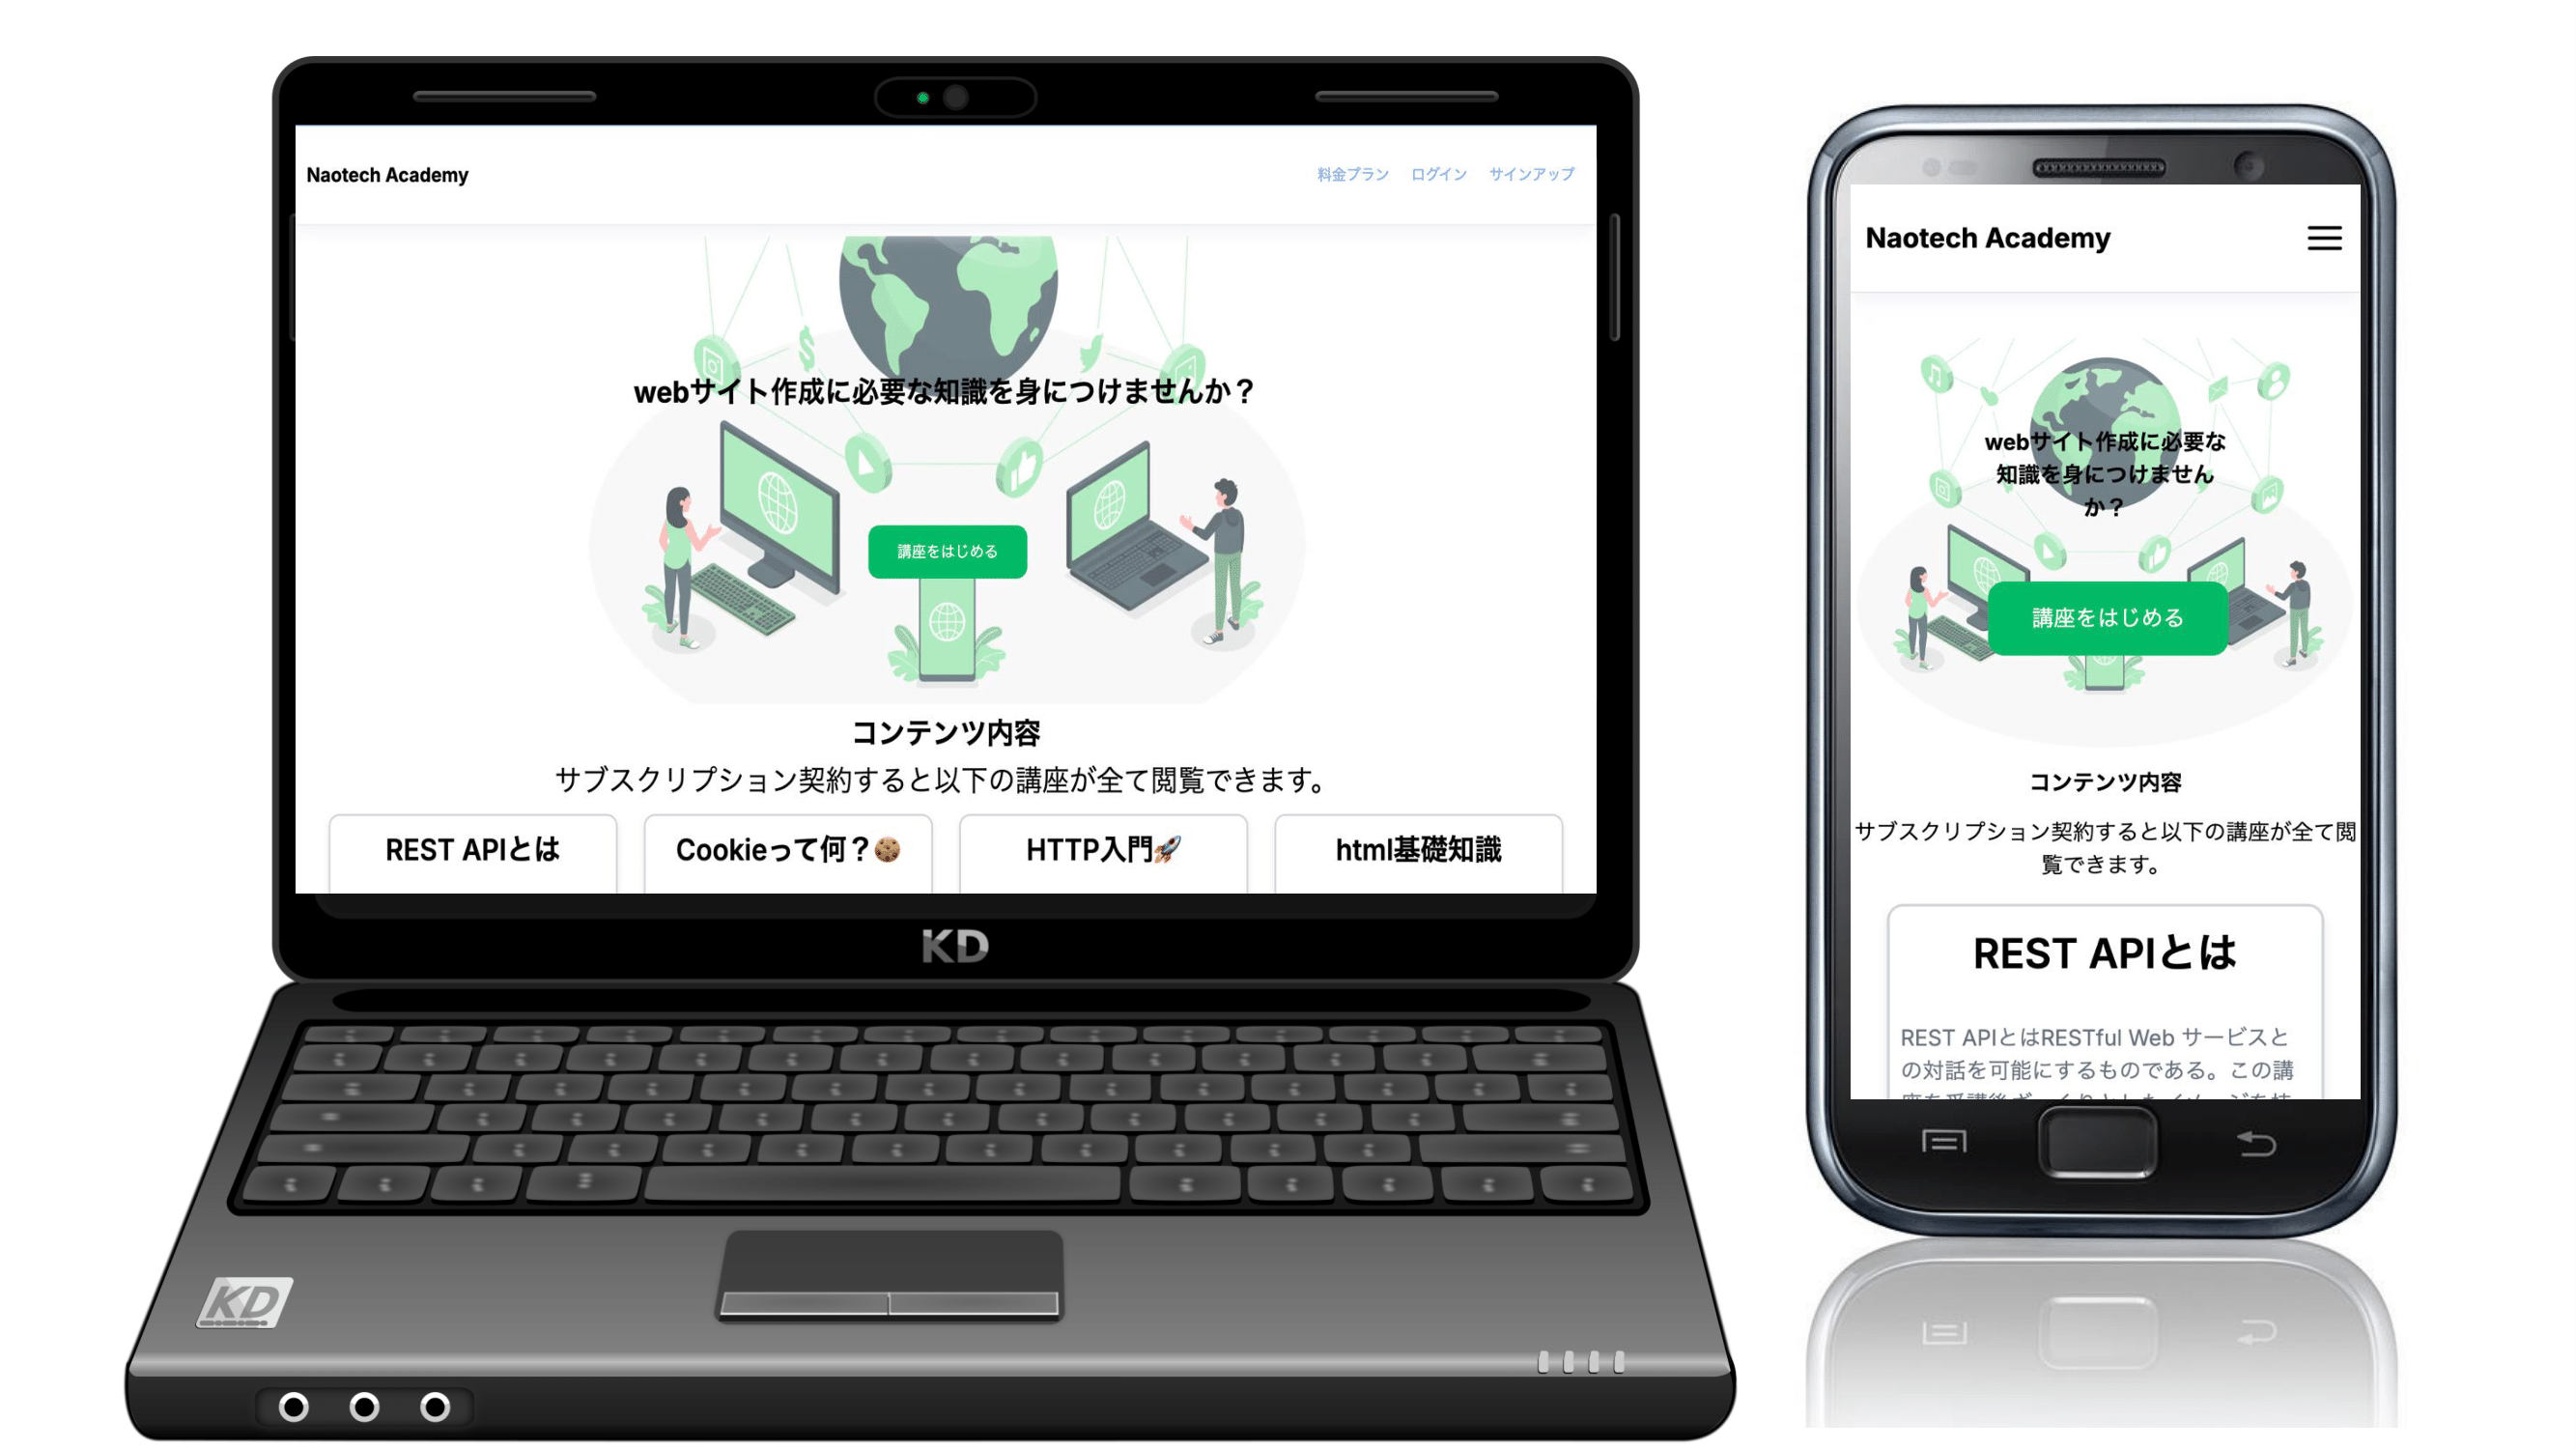 Naotech Academy
料金プラン ログイン サインアップ
webサイト作成に必要な知識を身につけませんか？
講座をはじめる
コンテンツ内容
サブスクリプション契約すると以下の講座が全て閲覧できます。
REST APIとは
Cookieって何？🍪
HTTP入門🚀
html基礎知識
KD
KD
Naotech Academy
webサイト作成に必要な
知識を身につけません
か？
講座をはじめる
コンテンツ内容
サブスクリプション契約すると以下の講座が全て閲
覧できます。
REST APIとは
REST APIとはRESTful Web サービスと
の対話を可能にするものである。この講